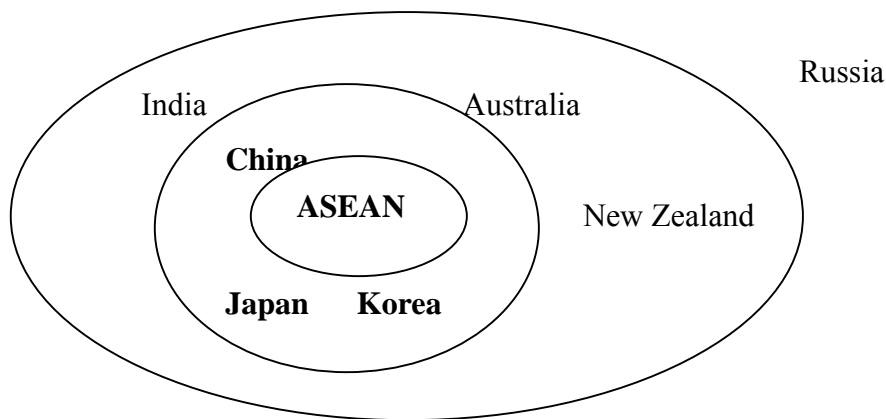 Russia
India Australia
China
ASEAN
New Zealand
Japan Korea